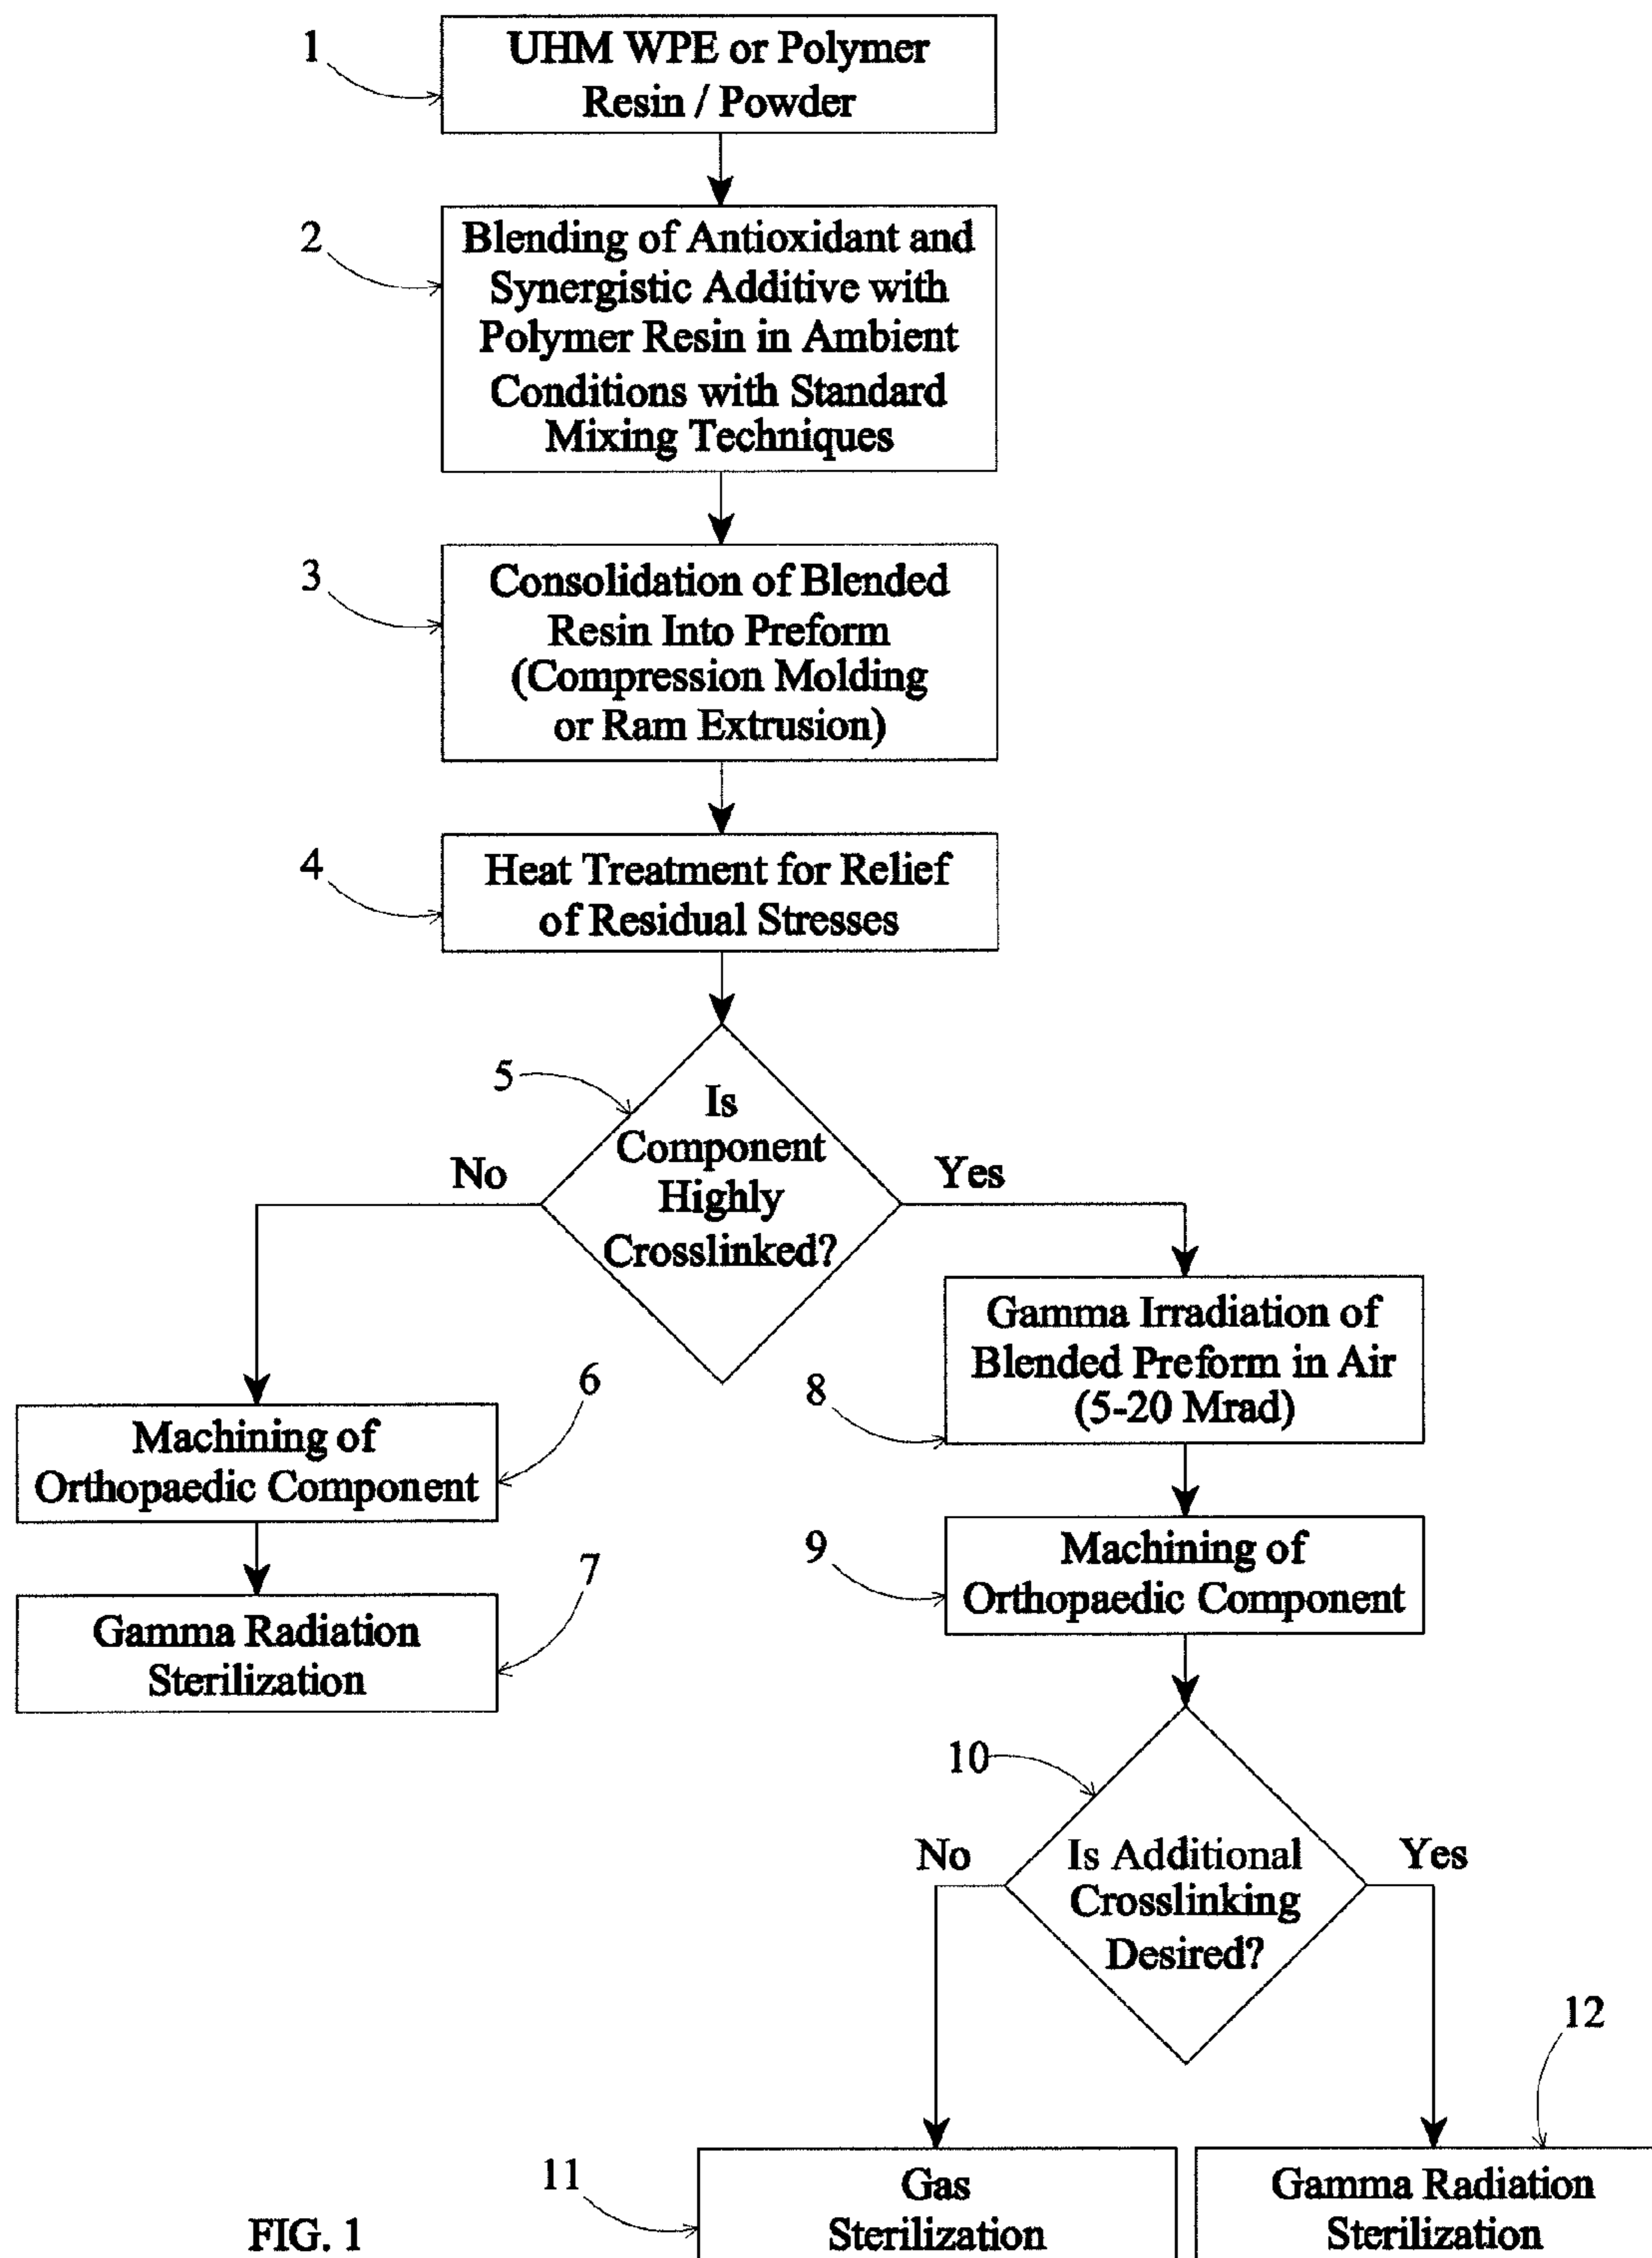 1
UHM WPE or Polymer
Resin / Powder
2
Blending of Antioxidant and
Synergistic Additive with
Polymer Resin in Ambient
Conditions with Standard
Mixing Techniques
3
Consolidation of Blended
Resin Into Preform
(Compression Molding
or Ram Extrusion)
4
Heat Treatment for Relief
of Residual Stresses
5
Is
Component
Highly
Crosslinked?
No
Yes
6
Machining of
Orthopaedic Component
7
Gamma Radiation
Sterilization
8
Gamma Irradiation of
Blended Preform in Air
(5-20 Mrad)
9
Machining of
Orthopaedic Component
10
Is Additional
Crosslinking
Desired?
No
Yes
11
Gas
Sterilization
12
Gamma Radiation
Sterilization
FIG. 1